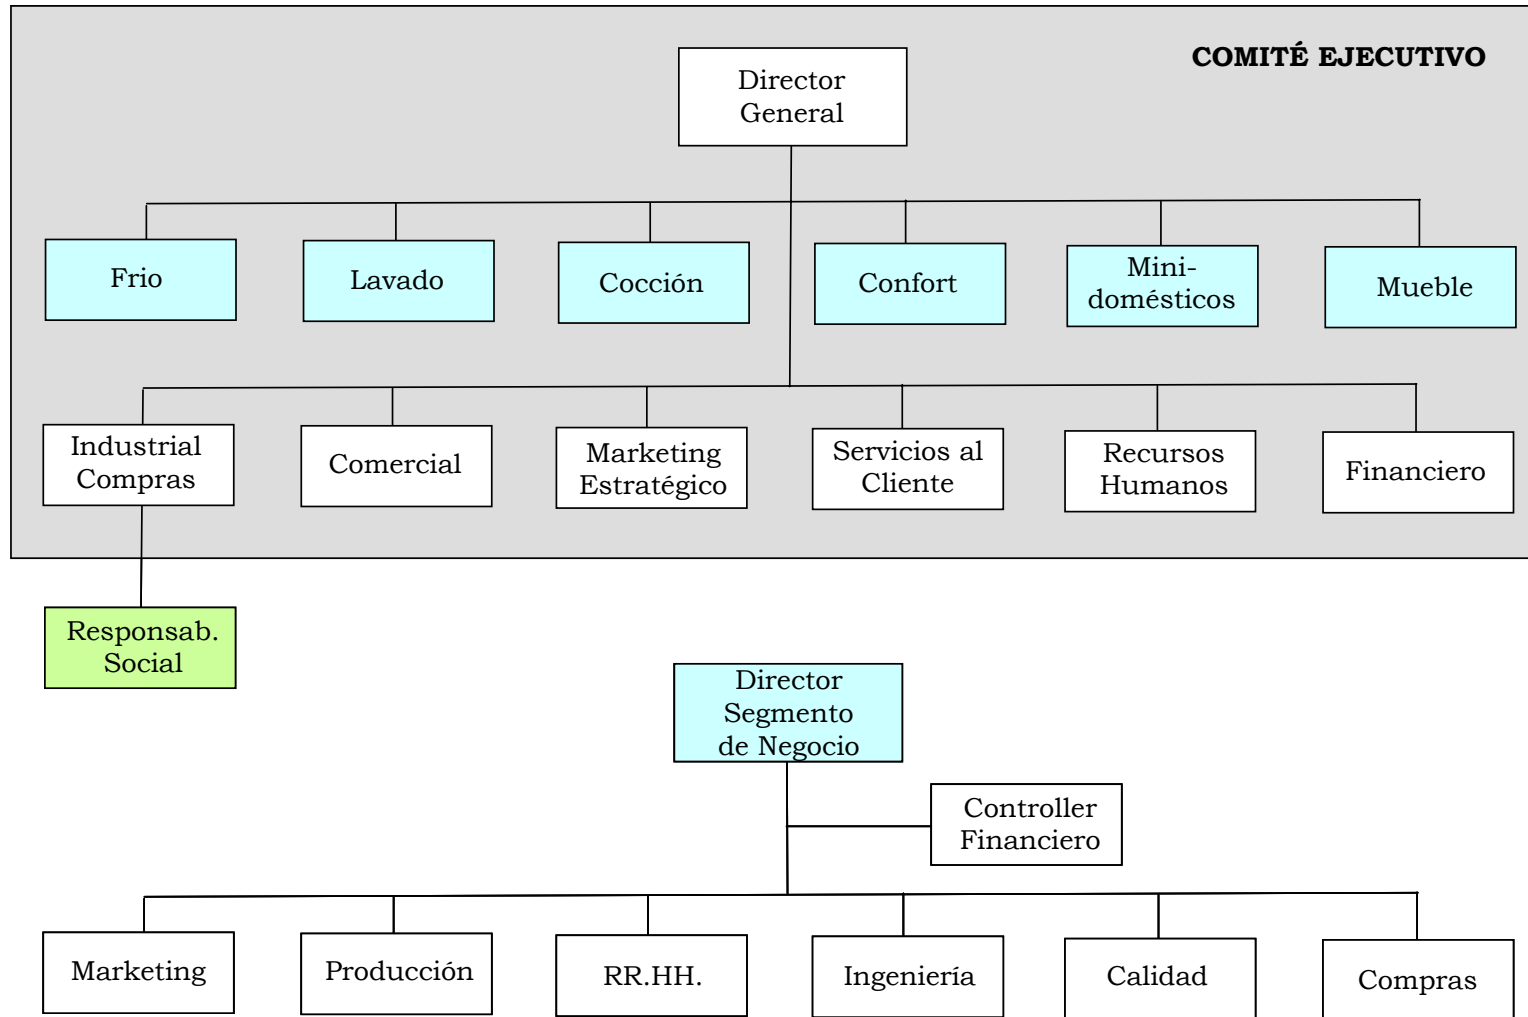 COMITÉ EJECUTIVO
Director
General
Frio
Lavado
Cocción
Confort
Mini-
domésticos
Mueble
Industrial
Compras
Comercial
Marketing
Estratégico
Servicios al
Cliente
Recursos
Humanos
Financiero
Responsab.
Social
Director
Segmento
de Negocio
Controller
Financiero
Marketing
Producción
RR.HH.
Ingeniería
Calidad
Compras